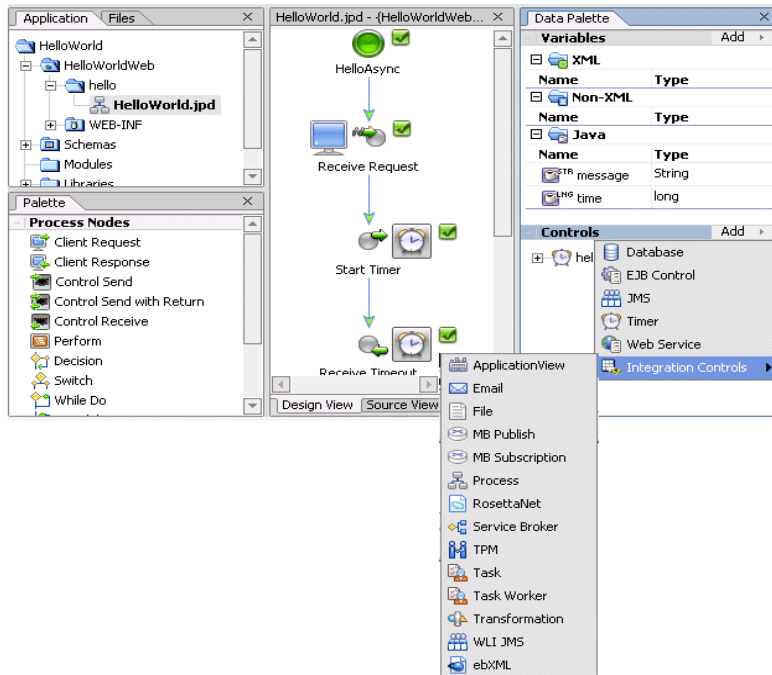 Application Files
HelloWorld
HelloWorldWeb
hello
HelloWorld.jpd
WEB-INF
Schemas
Modules
Libraries
Palette
Process Nodes
Client Request
Client Response
Control Send
Control Send with Return
Control Receive
Perform
Decision
Switch
While Do
HelloWorld.jpd - {HelloWorldWeb...
HelloAsync
Receive Request
Start Timer
Receive Timeout
Design View Source View
Data Palette
Variables Add
XML
Name Type
Non-XML
Name Type
Java
Name Type
STR message String
LNG time long
Controls Add
hel
Database
EJB Control
JMS
Timer
Web Service
Integration Controls
ApplicationView
Email
File
MB Publish
MB Subscription
Process
RosettaNet
Service Broker
TPM
Task
Task Worker
Transformation
WLI JMS
ebXML